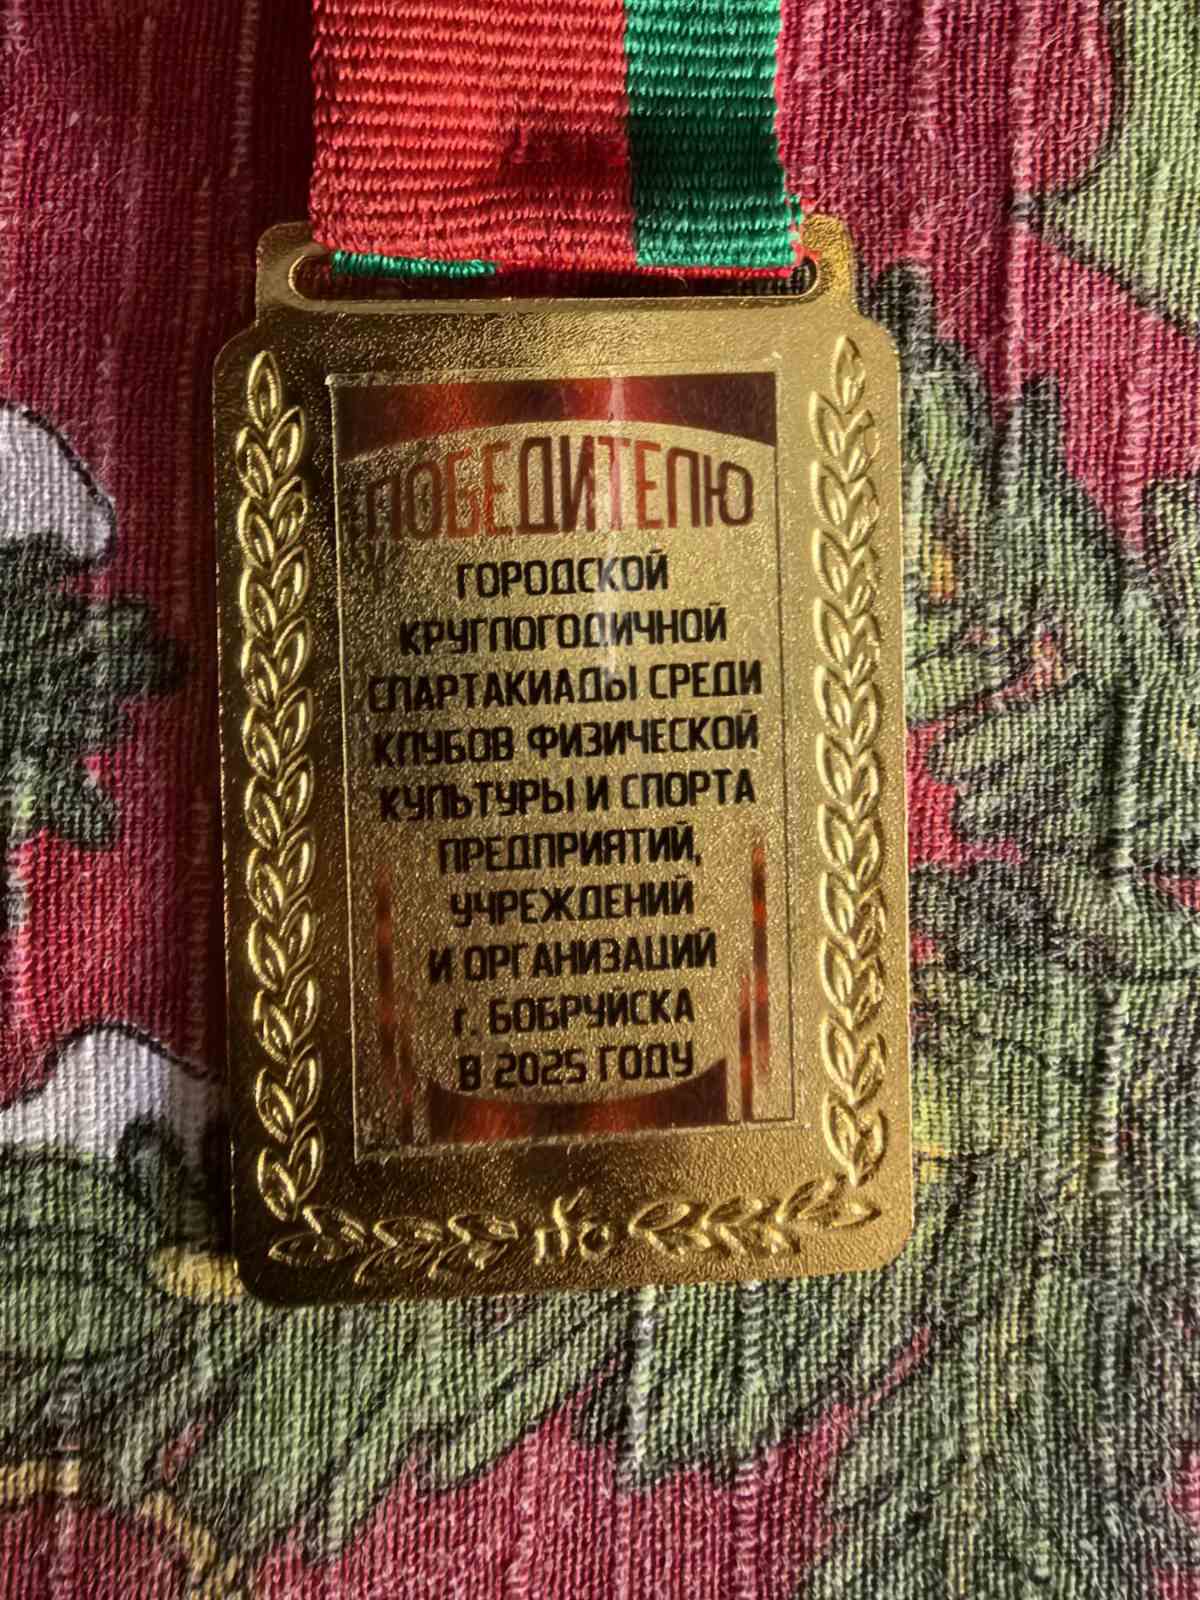 ПОБЕДИТЕЛЮ
ГОРОДСКОЙ
КРУГЛОГОДИЧНОЙ
СПАРТАКИАДЫ СРЕДИ
КЛУБОВ ФИЗИЧЕСКОЙ
КУЛЬТУРЫ И СПОРТА
ПРЕДПРИЯТИЙ,
УЧРЕЖДЕНИЙ
И ОРГАНИЗАЦИЙ
г. БОБРУЙСКА
В 2025 ГОДУ